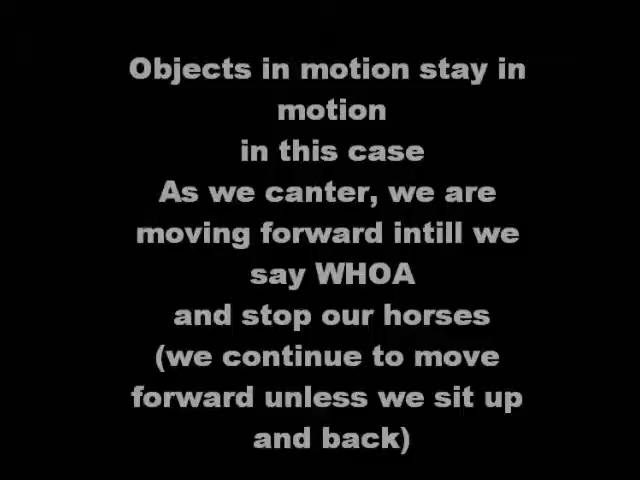 Objects in motion stay in
motion
in this case
As we canter, we are
moving forward intill we
say WHOA
and stop our horses
(we continue to move
forward unless we sit up
and back)